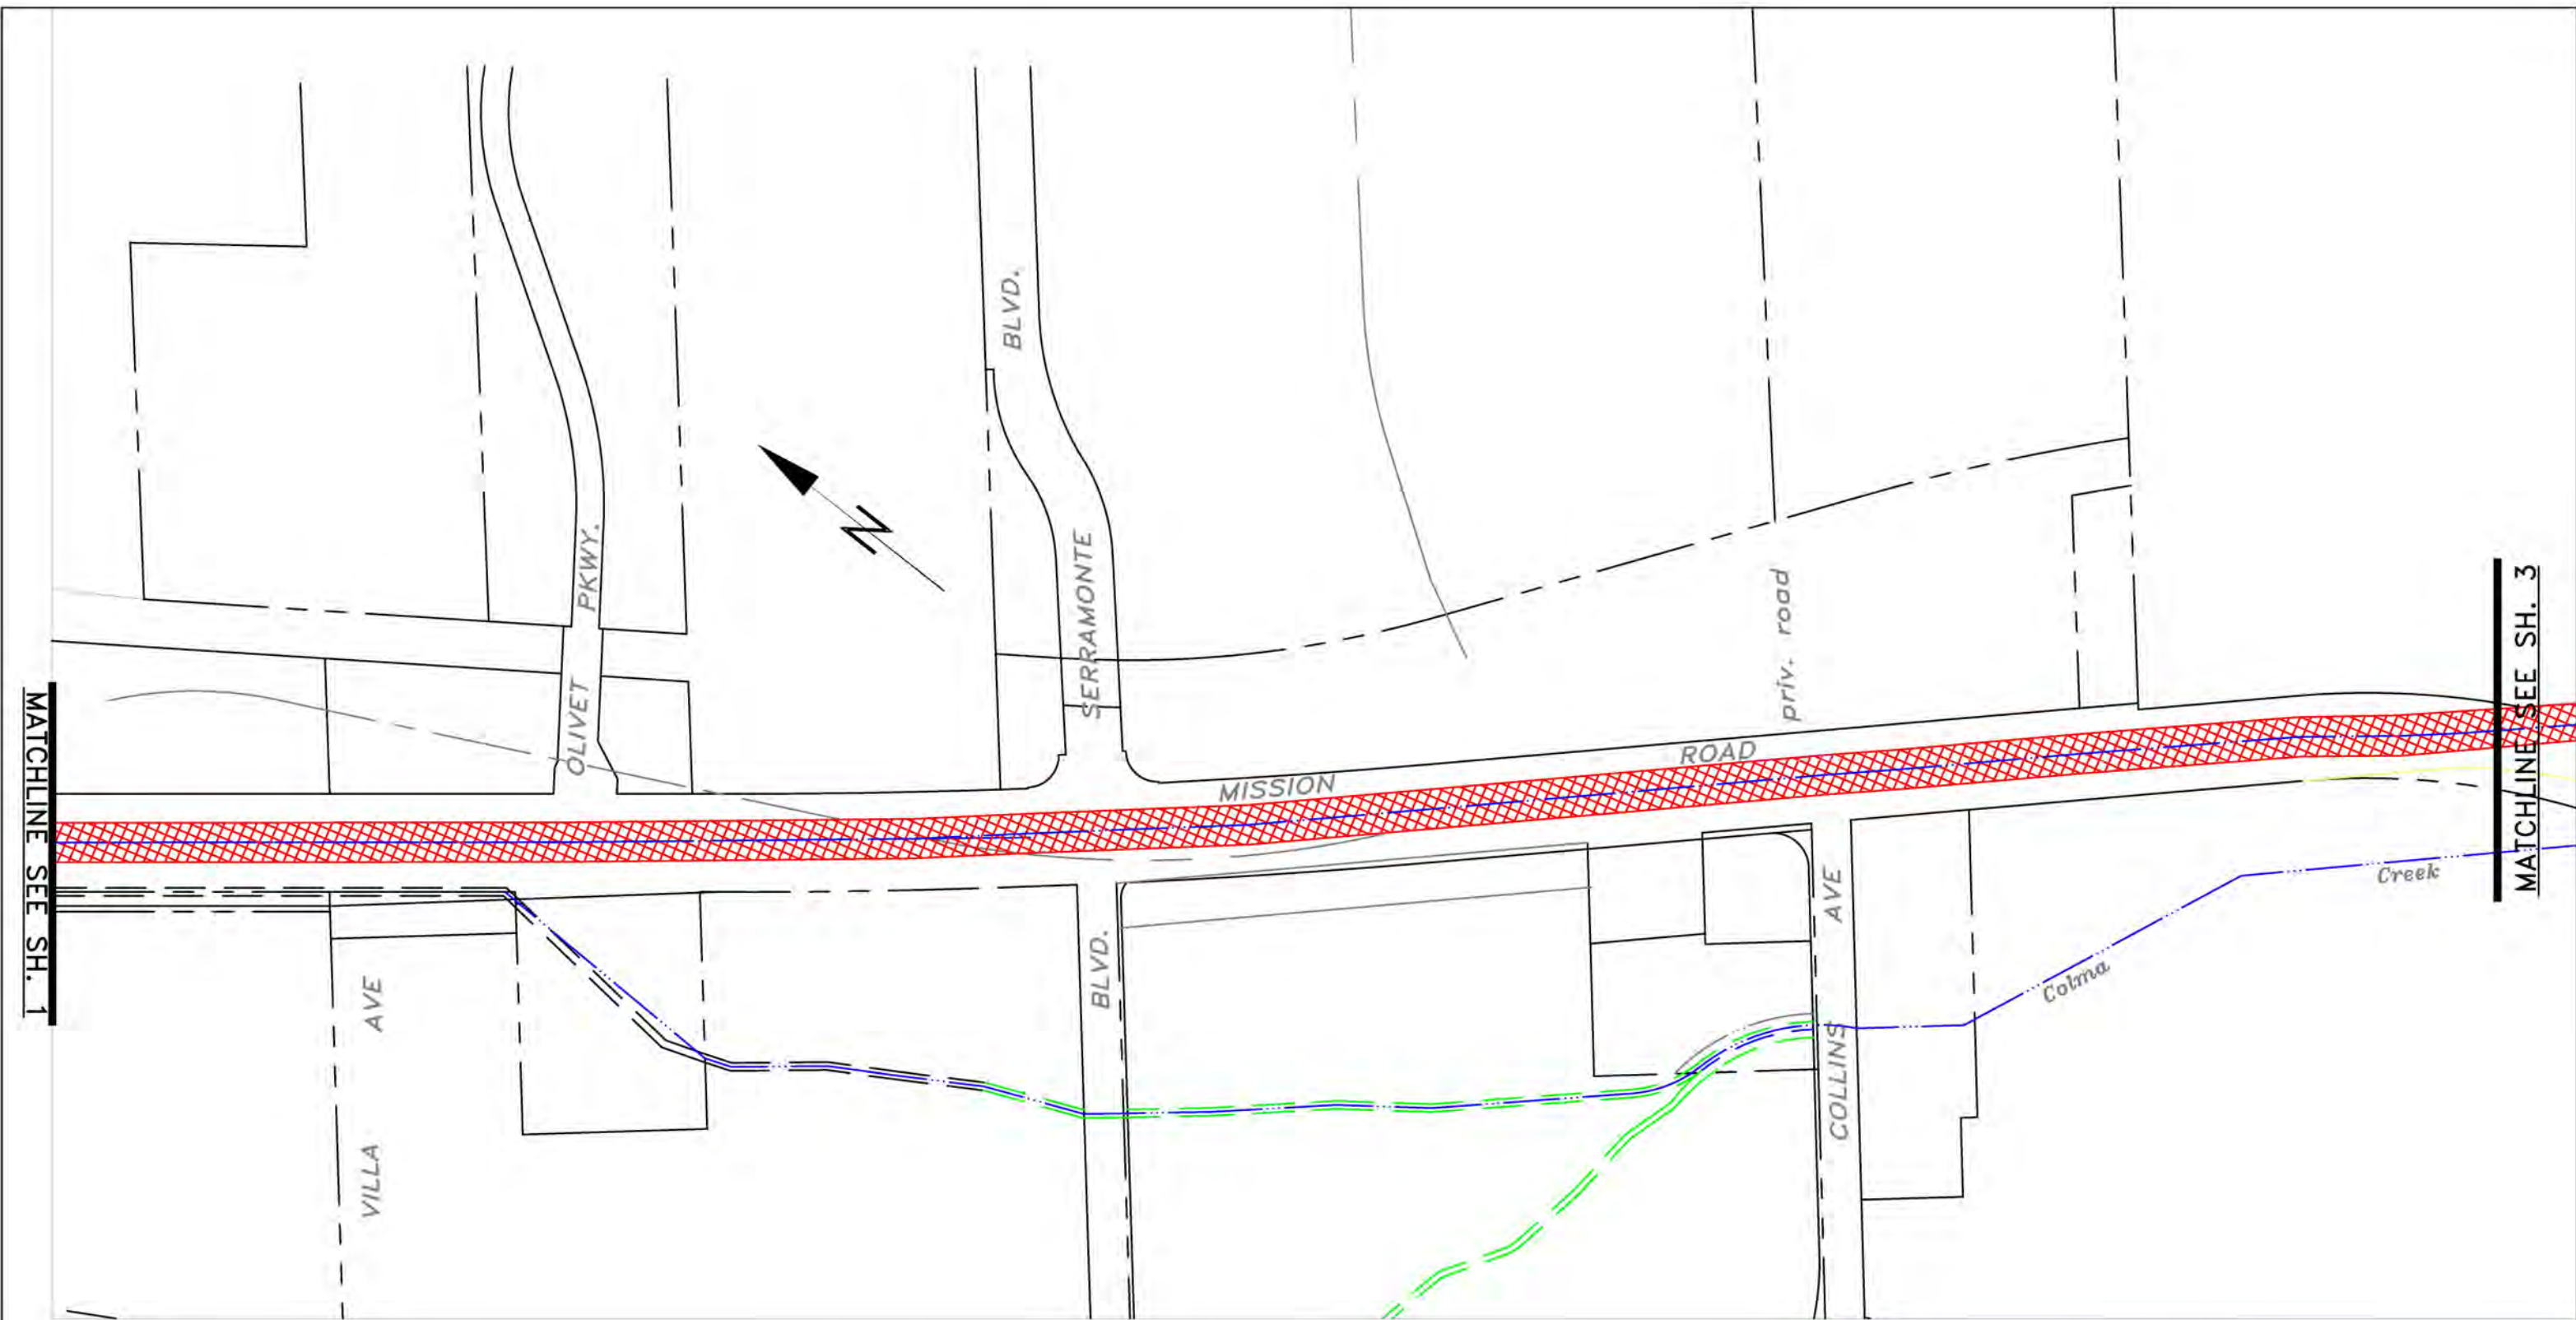 BLVD.
N
PKWY.
SERRAMONTE
priv. road
MATCHLINE SEE SH. 3
OLIVET
MATCHLINE SEE SH. 1
MISSION ROAD
AVE
Creek
BLVD.
AVE
Colma
COLLINS
VILLA